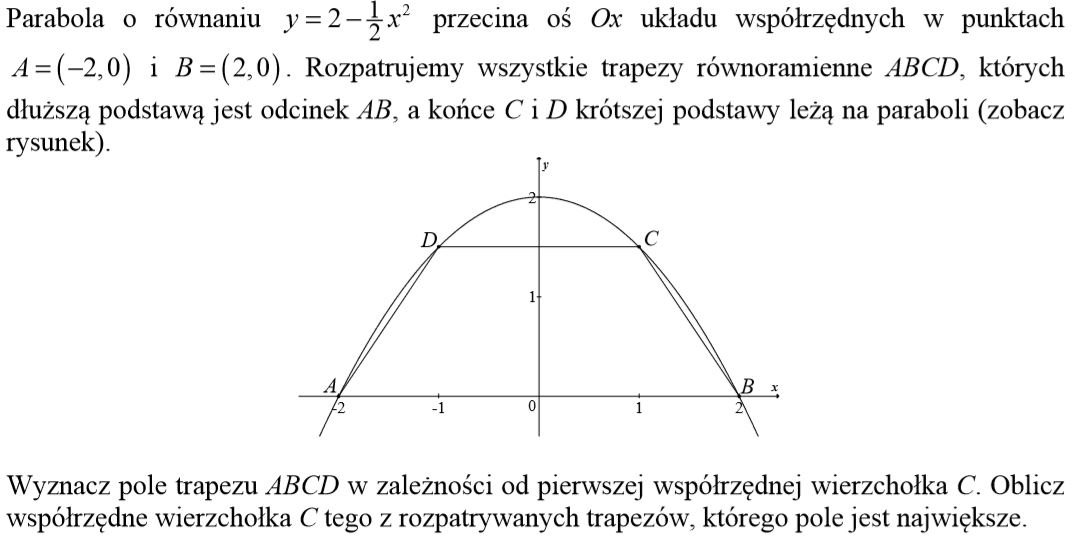 Parabola o równaniu y = 2 − 1/2 x² przecina oś Ox układu współrzędnych w punktach
A = (−2, 0) i B = (2, 0). Rozpatrujemy wszystkie trapezy równoramienne ABCD, których
dłuższą podstawą jest odcinek AB, a końce C i D krótszej podstawy leżą na paraboli (zobacz
rysunek).
y
2
D C
1
A B x
-2 -1 0 1 2
Wyznacz pole trapezu ABCD w zależności od pierwszej współrzędnej wierzchołka C. Oblicz
współrzędne wierzchołka C tego z rozpatrywanych trapezów, którego pole jest największe.